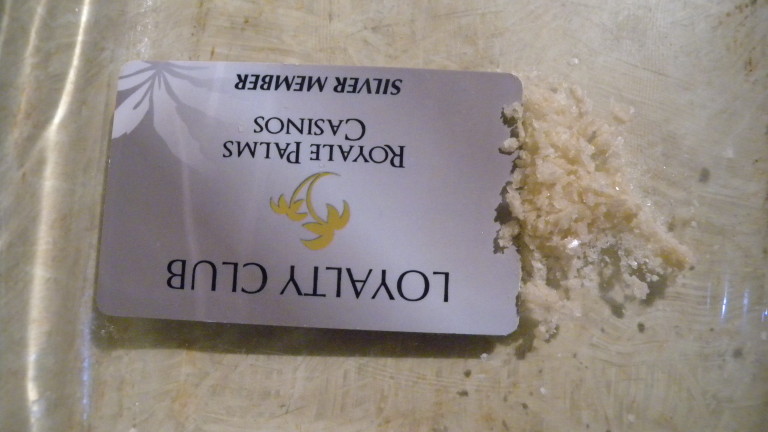 LOYALTY CLUB
ROYALE PALMS
CASINOS
SILVER MEMBER